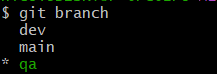 $ git branch
  dev
  main
* qa